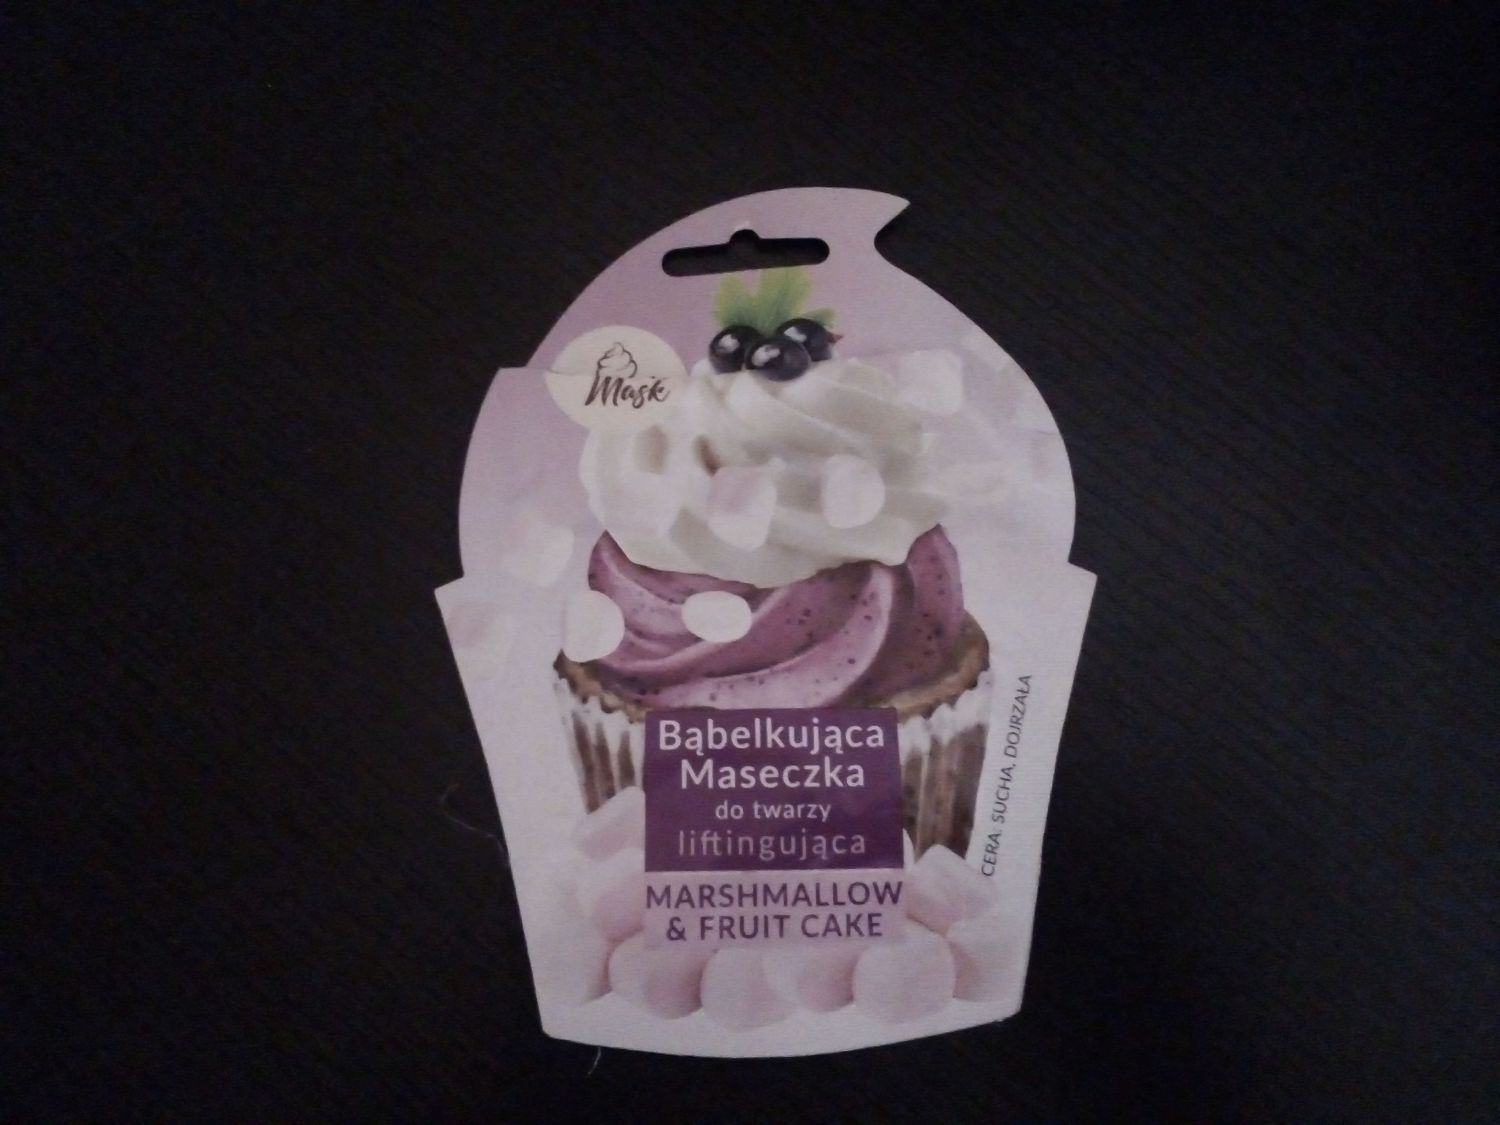 Mask
Bąbelkująca
Maseczka
do twarzy
liftingująca
MARSHMALLOW
& FRUIT CAKE
CERA: SUCHA, DOJRZAŁA